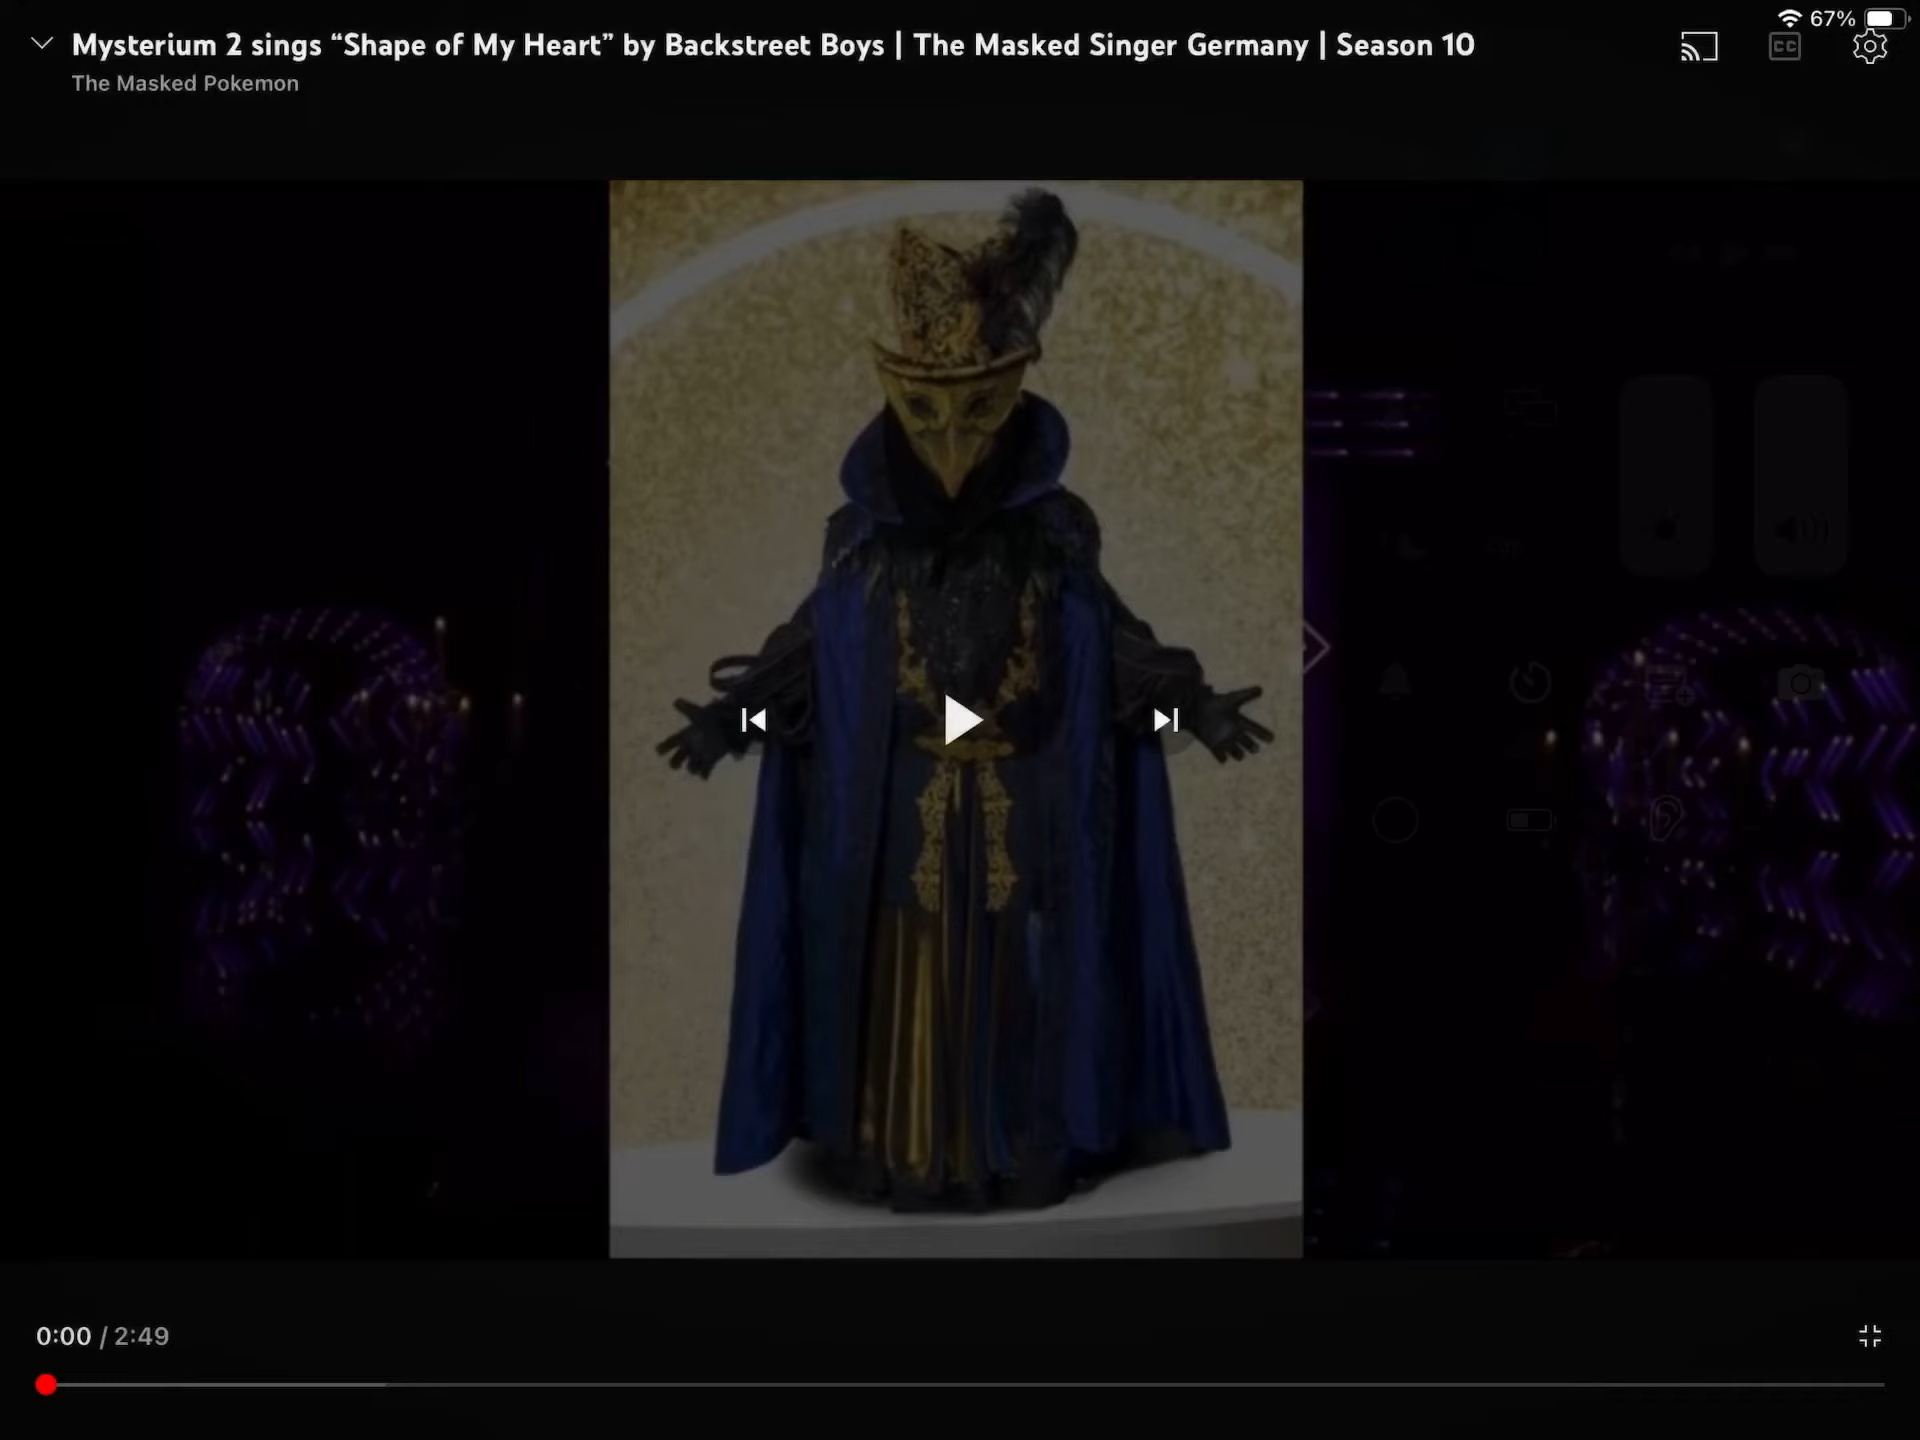 67%
Mysterium 2 sings “Shape of My Heart” by Backstreet Boys | The Masked Singer Germany | Season 10
CC
The Masked Pokemon
0:00 / 2:49